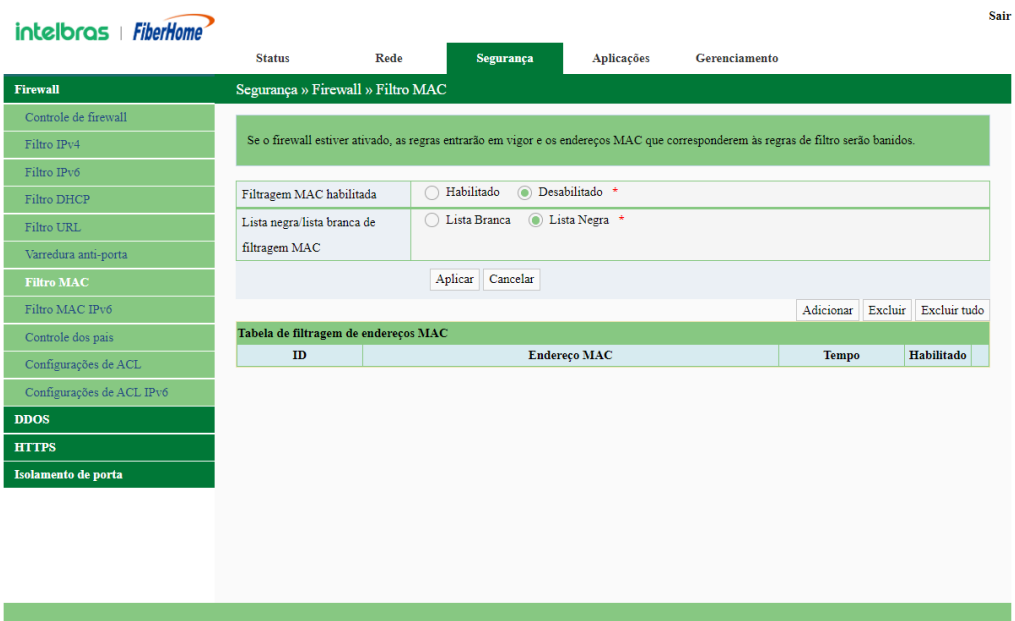 Sair
intelbras | FiberHome
Status Rede Segurança Aplicações Gerenciamento
Firewall
Controle de firewall
Filtro IPv4
Filtro IPv6
Filtro DHCP
Filtro URL
Varredura anti-porta
Filtro MAC
Filtro MAC IPv6
Controle dos pais
Configurações de ACL
Configurações de ACL IPv6
DDOS
HTTPS
Isolamento de porta
Segurança » Firewall » Filtro MAC
Se o firewall estiver ativado, as regras entrarão em vigor e os endereços MAC que corresponderem às regras de filtro serão banidos.
Filtragem MAC habilitada Habilitado Desabilitado *
Lista negra/lista branca de
filtragem MAC
Lista Branca Lista Negra *
Aplicar Cancelar
Adicionar Excluir Excluir tudo
Tabela de filtragem de endereços MAC
ID Endereço MAC Tempo Habilitado